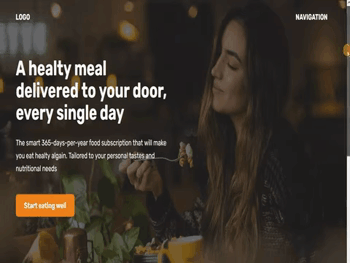 LOGO
NAVIGATION
A healty meal
delivered to your door,
every single day
The smart 365-days-per-year food subscription that will make
you eat healty algain. Tailored to your personal tastes and
nutritional needs
Start eating well